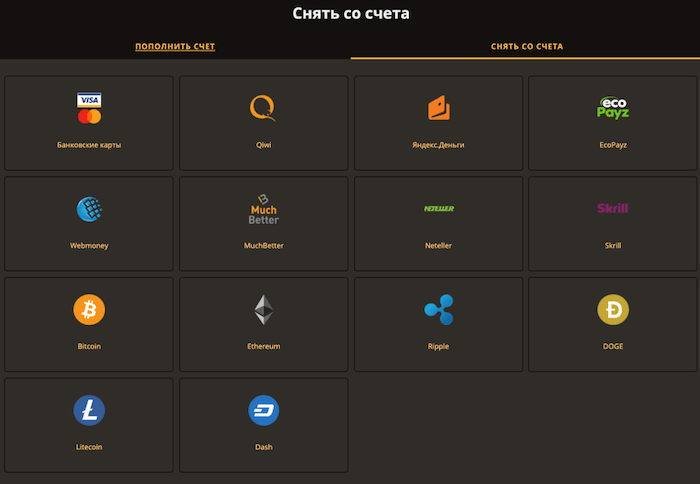 Снять со счета
ПОПОЛНИТЬ СЧЕТ
СНЯТЬ СО СЧЕТА
VISA
Банковские карты
Qiwi
Яндекс.Деньги
eco
Payz
EcoPayz
Webmoney
Much
Better
MuchBetter
NETELLER
Neteller
Skrill
Skrill
Bitcoin
Ethereum
Ripple
DOGE
Litecoin
Dash